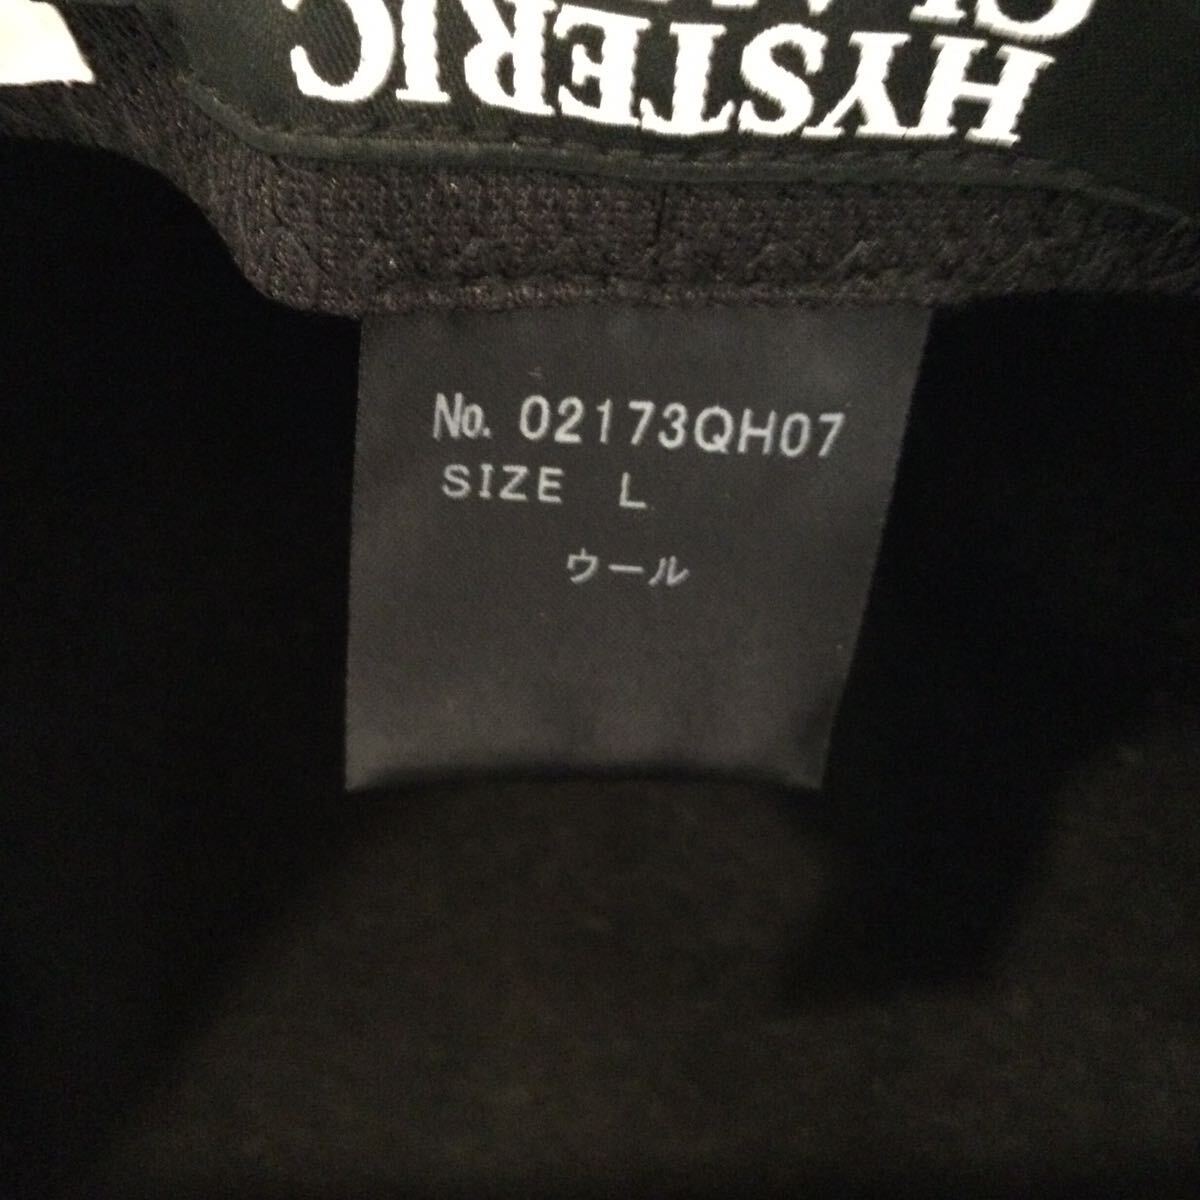 HYSTERIC
No. 02173QH07
SIZE L
ウール